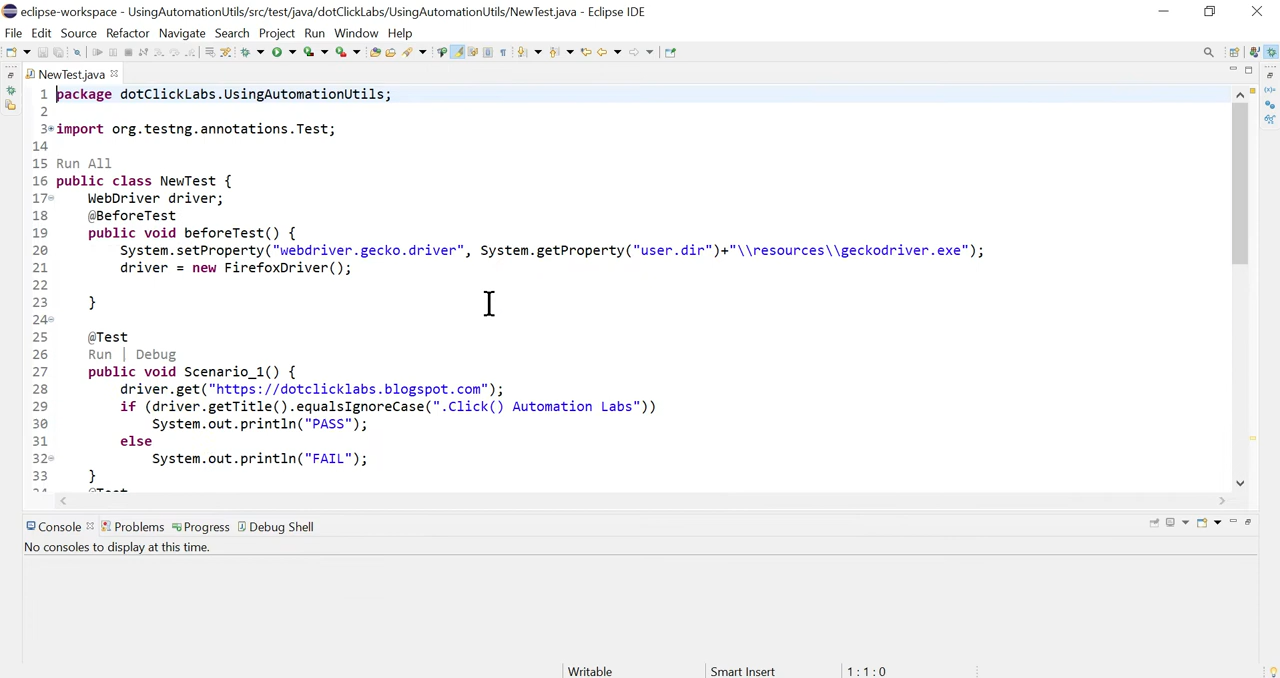 eclipse-workspace - UsingAutomationUtils/src/test/java/dotClickLabs/UsingAutomationUtils/NewTest.java - Eclipse IDE
File Edit Source Refactor Navigate Search Project Run Window Help
NewTest.java
1 package dotClickLabs.UsingAutomationUtils;
2
3 import org.testng.annotations.Test;
14
15 Run All
16 public class NewTest {
17 WebDriver driver;
18 @BeforeTest
19 public void beforeTest() {
20 System.setProperty("webdriver.gecko.driver", System.getProperty("user.dir")+"\\resources\\geckodriver.exe");
21 driver = new FirefoxDriver();
22
23 }
24
25 @Test
26 Run | Debug
27 public void Scenario_1() {
28 driver.get("https://dotclicklabs.blogspot.com");
29 if (driver.getTitle().equalsIgnoreCase(".Click() Automation Labs"))
30 System.out.println("PASS");
31 else
32 System.out.println("FAIL");
33 }
34 @Test
Console Problems Progress Debug Shell
No consoles to display at this time.
Writable Smart Insert 1 : 1 : 0